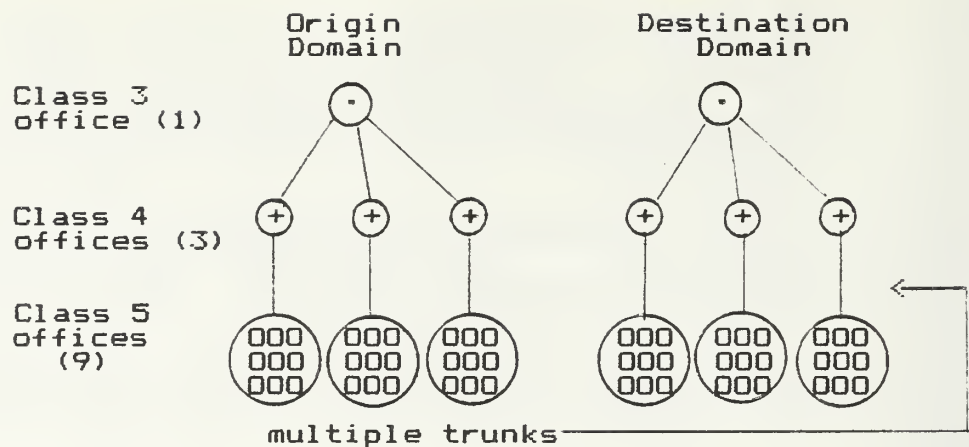 Origin
Domain
Destination
Domain
Class 3
office (1)
Class 4
offices (3)
Class 5
offices
(9)
multiple trunks